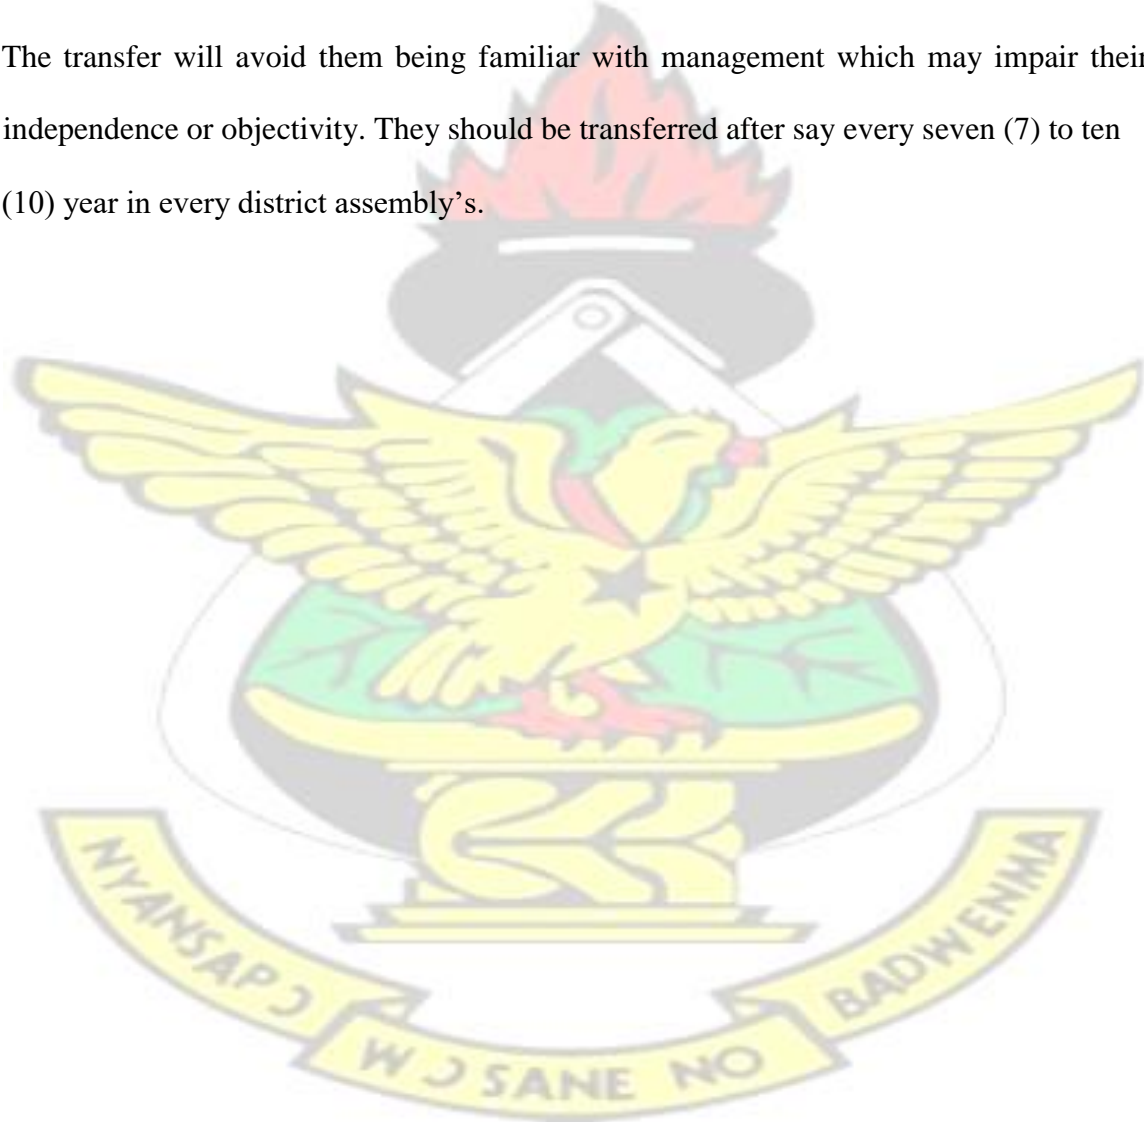 The transfer will avoid them being familiar with management which may impair their
independence or objectivity. They should be transferred after say every seven (7) to ten
(10) year in every district assembly’s.
NYANSAPƆ
WƆSANE NO
BADWENMA